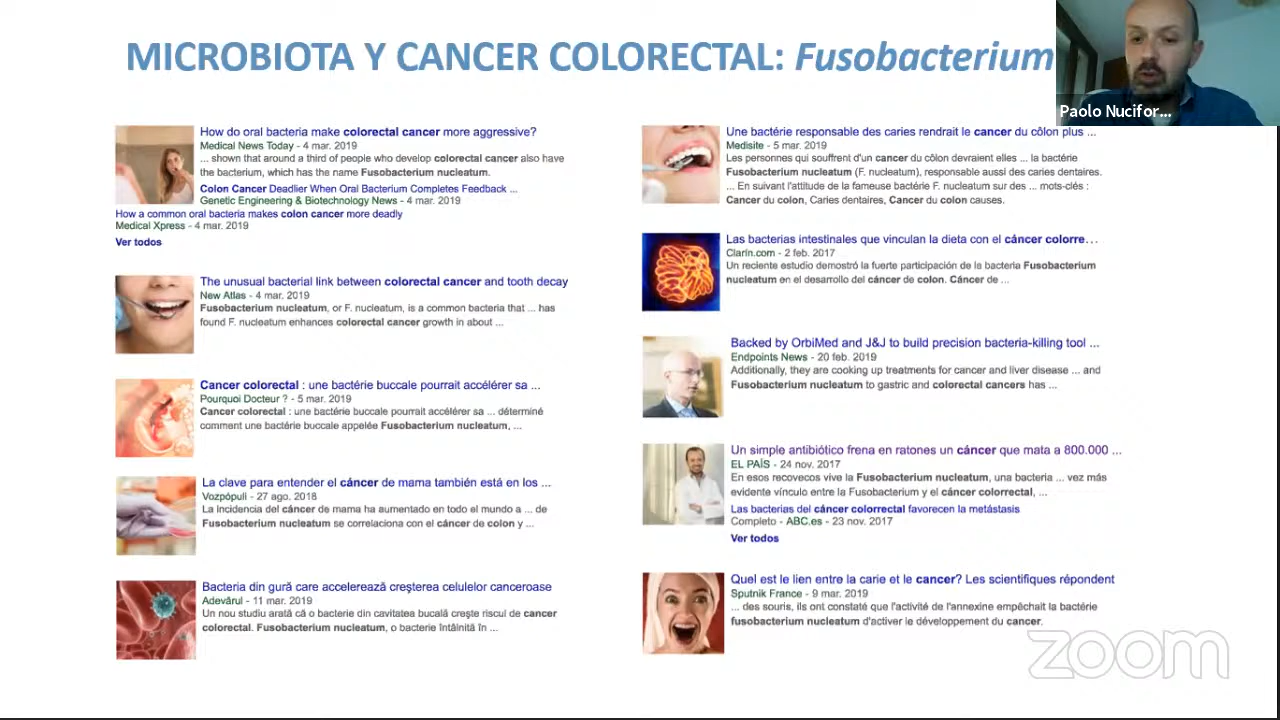 MICROBIOTA Y CANCER COLORECTAL: Fusobacterium
Paolo Nucifor...
How do oral bacteria make colorectal cancer more aggressive?
Medical News Today - 4 mar. 2019
... shown that around a third of people who develop colorectal cancer also have
the bacterium, which has the name Fusobacterium nucleatum.
Colon Cancer Deadlier When Oral Bacterium Completes Feedback ...
Genetic Engineering & Biotechnology News - 4 mar. 2019
How a common oral bacteria makes colon cancer more deadly
Medical Xpress - 4 mar. 2019
Ver todos
The unusual bacterial link between colorectal cancer and tooth decay
New Atlas - 4 mar. 2019
Fusobacterium nucleatum, or F. nucleatum, is a common bacteria that ... has
found F. nucleatum enhances colorectal cancer growth in about ...
Cancer colorectal : une bactérie buccale pourrait accélérer sa ...
Pourquoi Docteur ? - 5 mar. 2019
Cancer colorectal : une bactérie buccale pourrait accélérer sa ... déterminé
comment une bactérie buccale appelée Fusobacterium nucleatum, ...
La clave para entender el cáncer de mama también está en los ...
Vozpópuli - 27 ago. 2018
La incidencia del cáncer de mama ha aumentado en todo el mundo a ... de
Fusobacterium nucleatum se correlaciona con el cáncer de colon y ...
Bacteria din gură care accelerează creşterea celulelor canceroase
Adevărul - 11 mar. 2019
Un nou studiu arată că o bacterie din cavitatea bucală creşte riscul de cancer
colorectal. Fusobacterium nucleatum, o bacterie întâlnită în ...
Une bactérie responsable des caries rendrait le cancer du côlon plus ...
Medisite - 5 mar. 2019
Les personnes qui souffrent d'un cancer du côlon devraient elles ... la bactérie
Fusobacterium nucleatum (F. nucleatum), responsable aussi des caries dentaires.
... En suivant l'attitude de la fameuse bactérie F. nucleatum sur des ... mots-clés :
Cancer du colon, Caries dentaires, Cancer du colon causes.
Las bacterias intestinales que vinculan la dieta con el cáncer colorre...
Clarín.com - 2 feb. 2017
Un reciente estudio demostró la fuerte participación de la bacteria Fusobacterium
nucleatum en el desarrollo del cáncer de colon. Cáncer de ...
Backed by OrbiMed and J&J to build precision bacteria-killing tool ...
Endpoints News - 20 feb. 2019
Additionally, they are cooking up treatments for cancer and liver disease ... and
Fusobacterium nucleatum to gastric and colorectal cancers has ...
Un simple antibiótico frena en ratones un cáncer que mata a 800.000 ...
EL PAÍS - 24 nov. 2017
En esos recovecos vive la Fusobacterium nucleatum, una bacteria ... vez más
evidente vínculo entre la Fusobacterium y el cáncer colorrectal, ...
Las bacterias del cáncer colorrectal favorecen la metástasis
Completo - ABC.es - 23 nov. 2017
Ver todos
Quel est le lien entre la carie et le cancer? Les scientifiques répondent
Sputnik France - 9 mar. 2019
... des souris, ils ont constaté que l'activité de l'annexine empêchait la bactérie
fusobacterium nucleatum d'activer le développement du cancer.
zoom